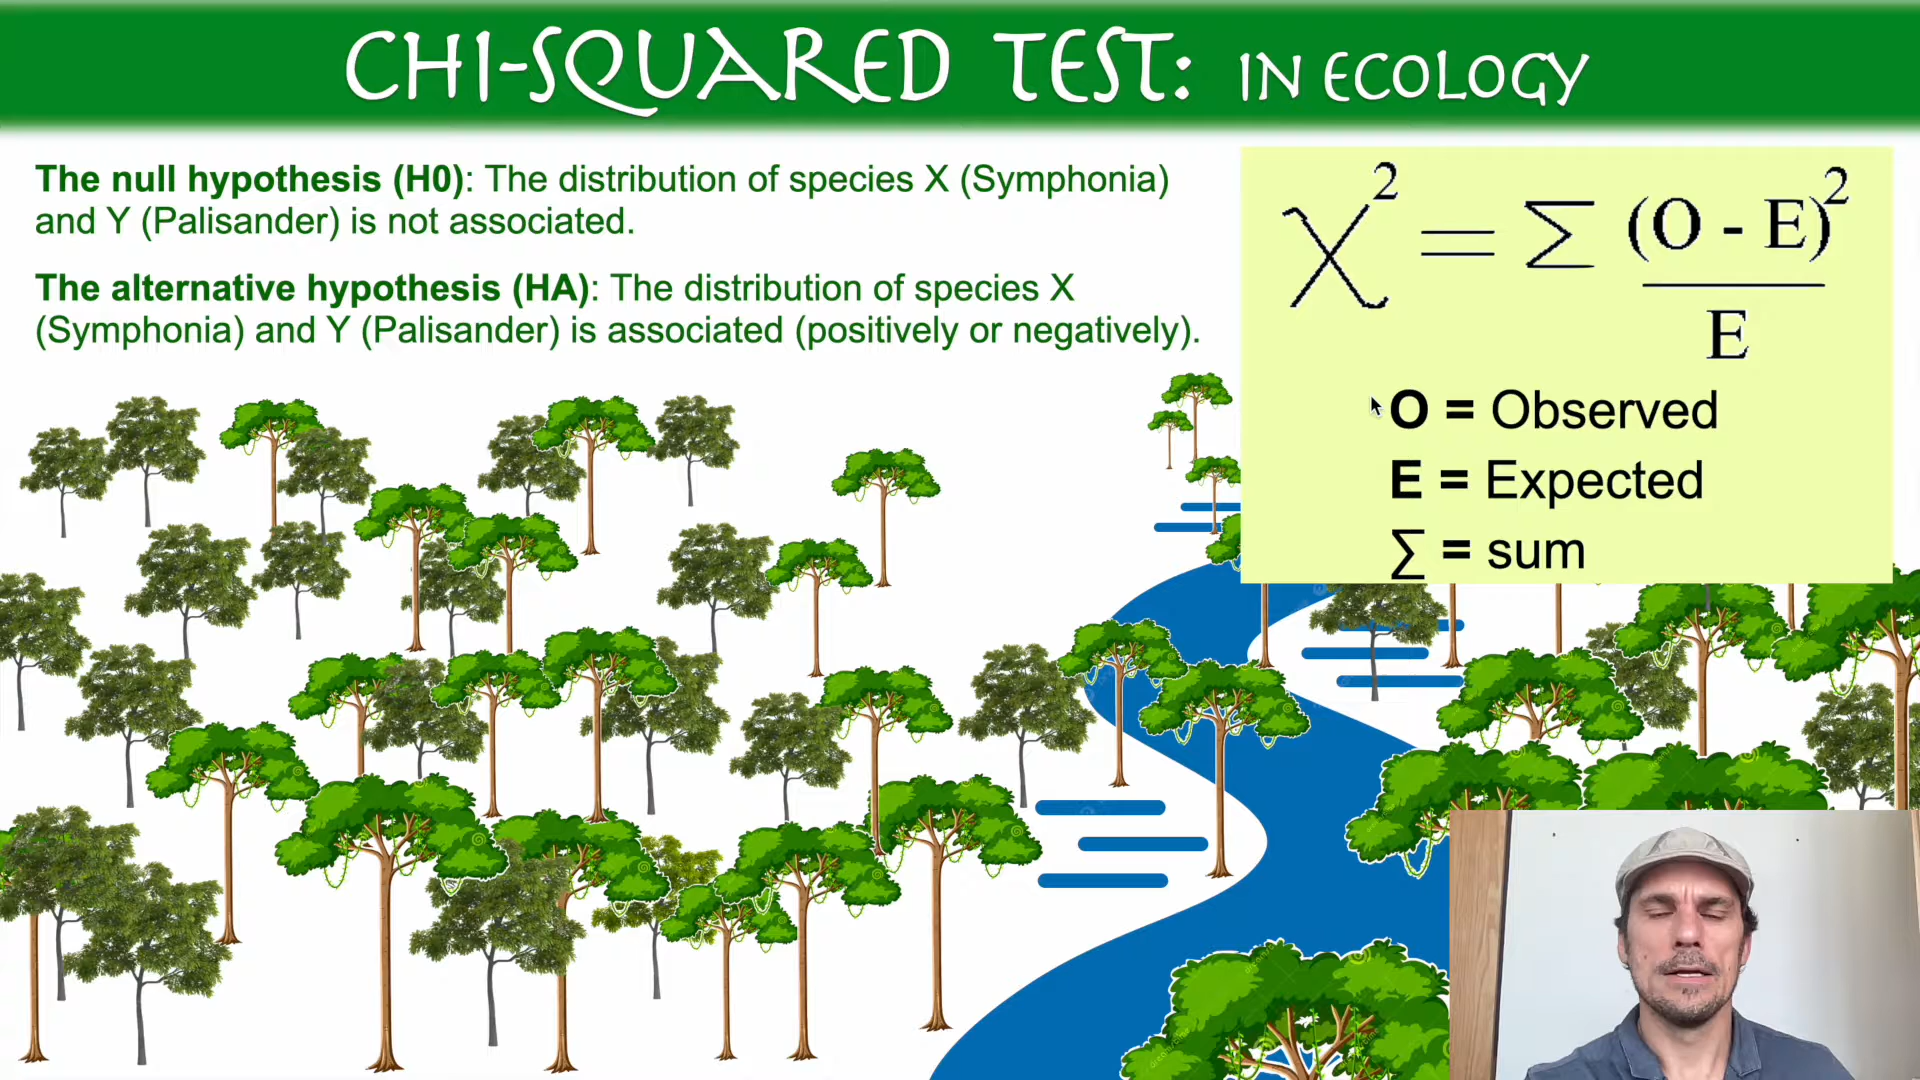 CHI-SQUARED TEST: IN ECOLOGY
The null hypothesis (H0): The distribution of species X (Symphonia)
and Y (Palisander) is not associated.
The alternative hypothesis (HA): The distribution of species X
(Symphonia) and Y (Palisander) is associated (positively or negatively).
χ² = Σ (O - E)²
E
O = Observed
E = Expected
∑ = sum